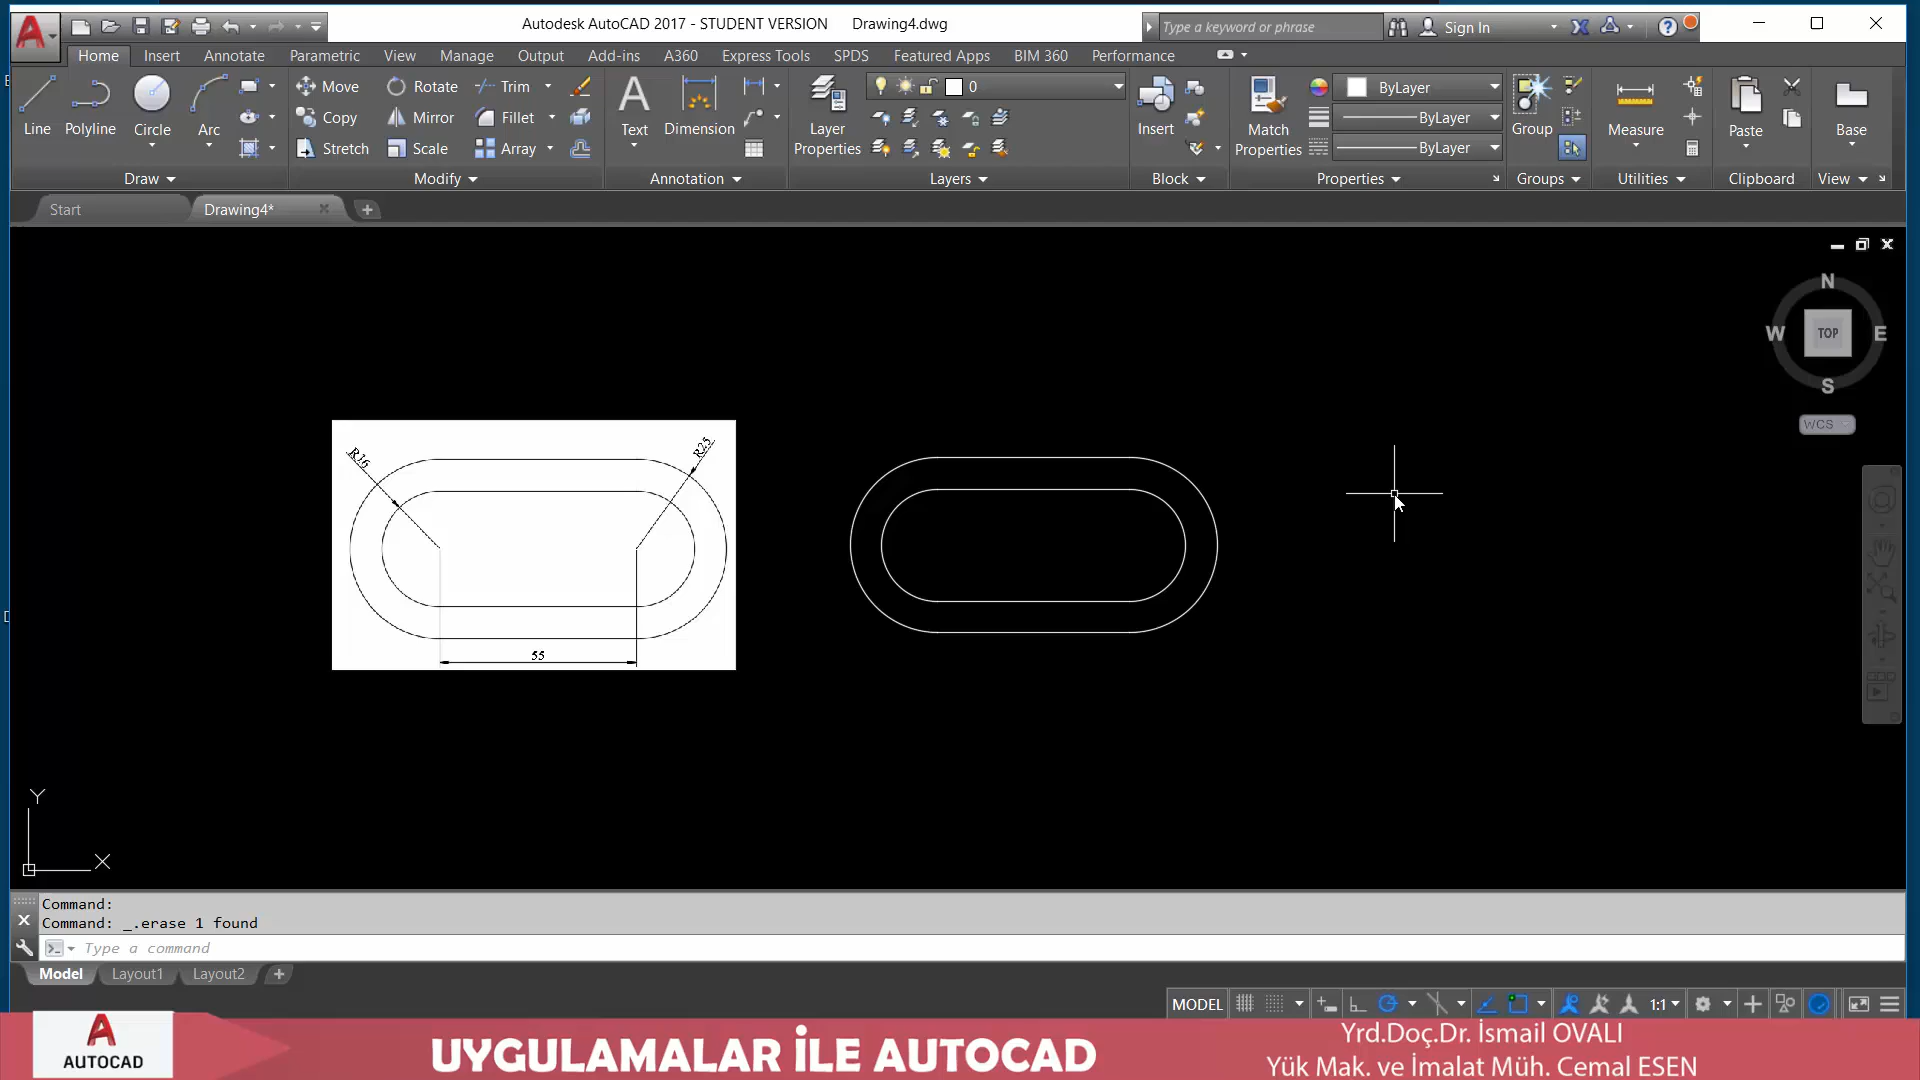 Autodesk AutoCAD 2017 - STUDENT VERSION Drawing4.dwg
Type a keyword or phrase
Sign In
Home Insert Annotate Parametric View Manage Output Add-ins A360 Express Tools SPDS Featured Apps BIM 360 Performance
Line Polyline Circle Arc
Move Rotate Trim
Copy Mirror Fillet
Stretch Scale Array
Text Dimension
Layer Properties
0
Insert
Match Properties
ByLayer
ByLayer
ByLayer
Group
Measure
Paste
Base
Draw Modify Annotation Layers Block Properties Groups Utilities Clipboard View
Start Drawing4*
N
W TOP E
S
WCS
R16
R25
55
Y
X
Command:
Command: _.erase 1 found
Type a command
Model Layout1 Layout2
MODEL 1:1
AUTOCAD
UYGULAMALAR İLE AUTOCAD
Yrd.Doç.Dr. İsmail OVALI
Yük Mak. ve İmalat Müh. Cemal ESEN